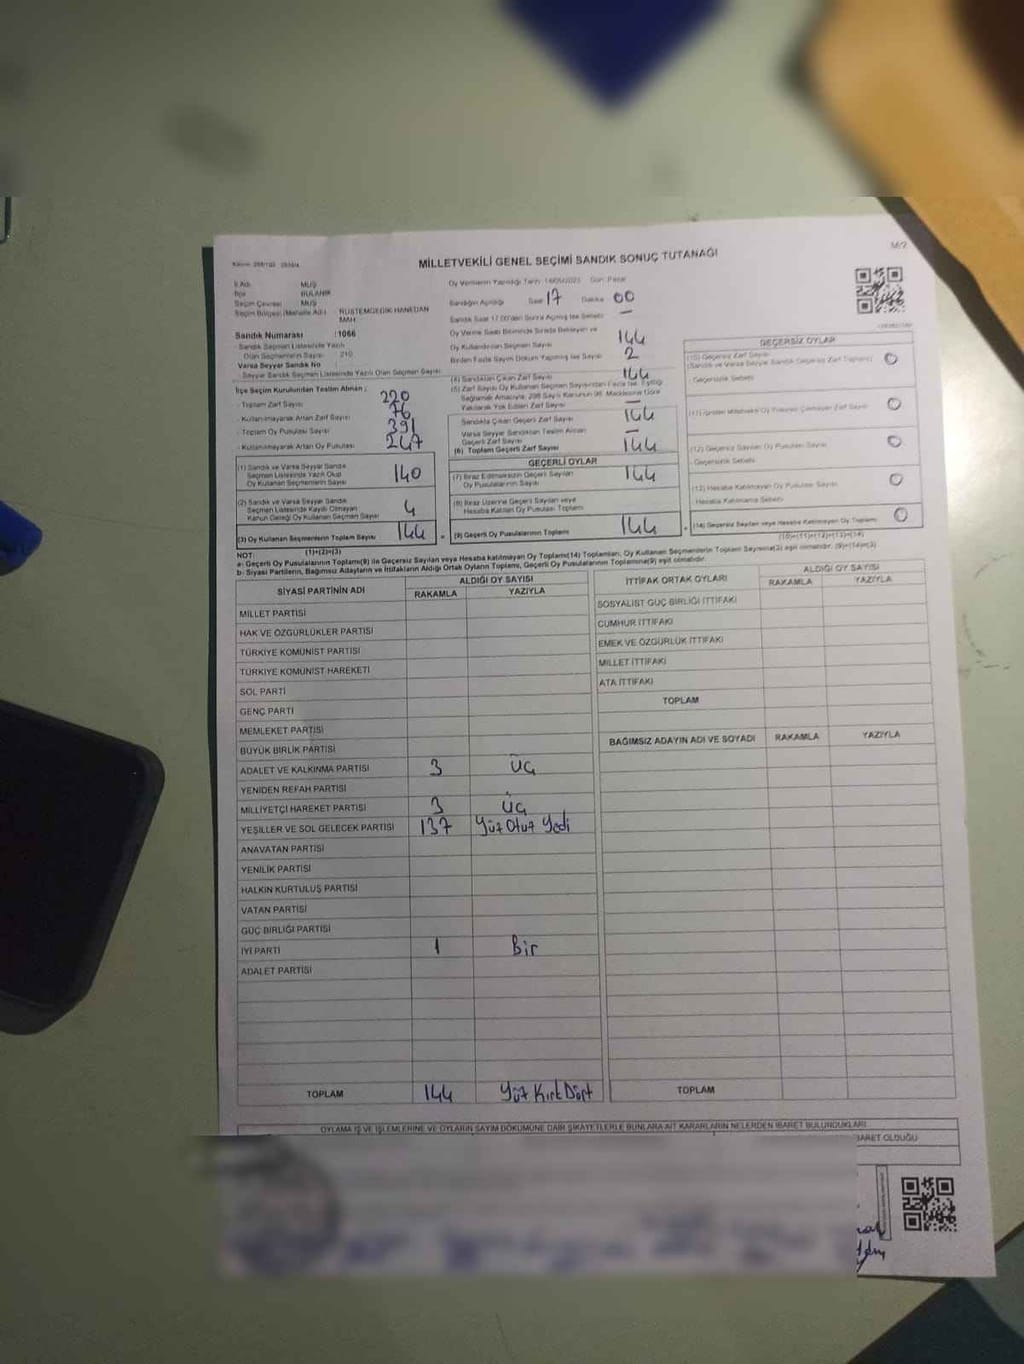 MİLLETVEKİLİ GENEL SEÇİMİ SANDIK SONUÇ TUTANAĞI
M/2
İl Adı MUŞ
İlçe BULANIK
Seçim Çevresi MUŞ
Seçim Bölgesi (Mahalle Adı) RÜSTEMGEDİK HANEDAN MAH
Oy Vermenin Yapıldığı Tarih 14/05/2023 Gün Pazar
Sandığın Açıldığı Saat 17 Dakika 00
Sandık Saat 17.00'den Sonra Açılmış İse Sebebi —
Sandık Numarası : 1066
- Sandık Seçmen Listesinde Yazılı
Olan Seçmenlerin Sayısı 210
Varsa Seyyar Sandık No
- Seyyar Sandık Seçmen Listesinde Yazılı Olan Seçmen Sayısı
Oy Verme Saati Bitiminde Sırada Bekleyen ve
Oy Kullandırılan Seçmen Sayısı 144
Birden Fazla Sayım Döküm Yapılmış İse Sayısı 2
İlçe Seçim Kurulundan Teslim Alınan :
- Toplam Zarf Sayısı 220
- Kullanılmayarak Artan Zarf Sayısı 76
- Toplam Oy Pusulası Sayısı 391
- Kullanılmayarak Artan Oy Pusulası 247
(4) Sandıktan Çıkan Zarf Sayısı 144
(5) Zarf Sayısı Oy Kullanan Seçmen Sayısından Fazla İse, Eşitliği
Sağlamak Amacıyla, 298 Sayılı Kanunun 98. Maddesine Göre
Yakılarak Yok Edilen Zarf Sayısı —
Sandıkta Çıkan Geçerli Zarf Sayısı 144
Varsa Seyyar Sandıktan Teslim Alınan
Geçerli Zarf Sayısı —
(6) Toplam Geçerli Zarf Sayısı 144
GEÇERLİ OYLAR
(7) İtiraz Edilmeksizin Geçerli Sayılan
Oy Pusulalarının Sayısı 144
(8) İtiraz Üzerine Geçerli Sayılan veya
Hesaba Katılan Oy Pusulası Toplamı
(9) Geçerli Oy Pusulalarının Toplamı 144
(1) Sandık ve Varsa Seyyar Sandık
Seçmen Listesinde Yazılı Olup
Oy Kullanan Seçmenlerin Sayısı 140
(2) Sandık ve Varsa Seyyar Sandık
Seçmen Listesinde Kaydı Olmayan
Kanun Gereği Oy Kullanan Seçmen Sayısı 4
(3) Oy Kullanan Seçmenlerin Toplam Sayısı 144
(1)+(2)=(3)
GEÇERSİZ OYLAR
(10) Geçersiz Zarf Sayısı 0
(Sandık ve Varsa Seyyar Sandık Geçersiz Zarf Toplamı)
- Geçersizlik Sebebi
(11) İçinden Milletvekili Oy Pusulası Çıkmayan Zarf Sayısı 0
(12) Geçersiz Sayılan Oy Pusulası Sayısı 0
- Geçersizlik Sebebi
(13) Hesaba Katılmayan Oy Pusulası Sayısı 0
Hesaba Katılmama Sebebi
(14) Geçersiz Sayılan veya Hesaba Katılmayan Oy Toplamı 0
(10)+(11)+(12)+(13)=(14)
NOT:
a- Geçerli Oy Pusulalarının Toplamı(9) ile Geçersiz Sayılan veya Hesaba katılmayan Oy Toplamı(14) Toplamları, Oy Kullanan Seçmenlerin Toplam Sayısına(3) eşit olmalıdır. (9)+(14)=(3)
b- Siyasi Partilerin, Bağımsız Adayların ve İttifakların Aldığı Ortak Oyların Toplamı, Geçerli Oy Pusulalarının Toplamına(9) eşit olmalıdır.
SİYASİ PARTİNİN ADI ALDIĞI OY SAYISI
RAKAMLA YAZIYLA
MİLLET PARTİSİ
HAK VE ÖZGÜRLÜKLER PARTİSİ
TÜRKİYE KOMÜNİST PARTİSİ
TÜRKİYE KOMÜNİST HAREKETİ
SOL PARTİ
GENÇ PARTİ
MEMLEKET PARTİSİ
BÜYÜK BİRLİK PARTİSİ
ADALET VE KALKINMA PARTİSİ 3 Üç
YENİDEN REFAH PARTİSİ
MİLLİYETÇİ HAREKET PARTİSİ 3 üç
YEŞİLLER VE SOL GELECEK PARTİSİ 137 Yüz Otuz Yedi
ANAVATAN PARTİSİ
YENİLİK PARTİSİ
HALKIN KURTULUŞ PARTİSİ
VATAN PARTİSİ
GÜÇ BİRLİĞİ PARTİSİ
İYİ PARTİ 1 Bir
ADALET PARTİSİ
TOPLAM 144 Yüz Kırk Dört
İTTİFAK ORTAK OYLARI ALDIĞI OY SAYISI
RAKAMLA YAZIYLA
SOSYALİST GÜÇ BİRLİĞİ İTTİFAKI
CUMHUR İTTİFAKI
EMEK VE ÖZGÜRLÜK İTTİFAKI
MİLLET İTTİFAKI
ATA İTTİFAKI
TOPLAM
BAĞIMSIZ ADAYIN ADI VE SOYADI RAKAMLA YAZIYLA
TOPLAM
OYLAMA İŞ VE İŞLEMLERİNE VE OYLARIN SAYIM DÖKÜMÜNE DAİR ŞİKAYETLERLE BUNLARA AİT KARARLARIN NELERDEN İBARET BULUNDUKLARI
İBARET OLDUĞU